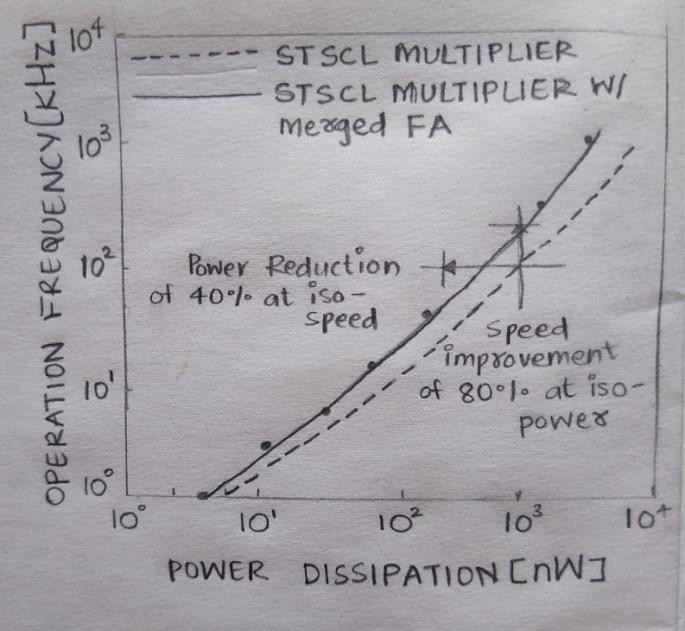 OPERATION FREQUENCY [KHz]
10⁴
10³
10²
10¹
10⁰
STSCL MULTIPLIER
STSCL MULTIPLIER W/
merged FA
Power Reduction
of 40% at iso-
speed
speed
improvement
of 80% at iso-
power
10⁰ 10¹ 10² 10³ 10⁴
POWER DISSIPATION [nW]